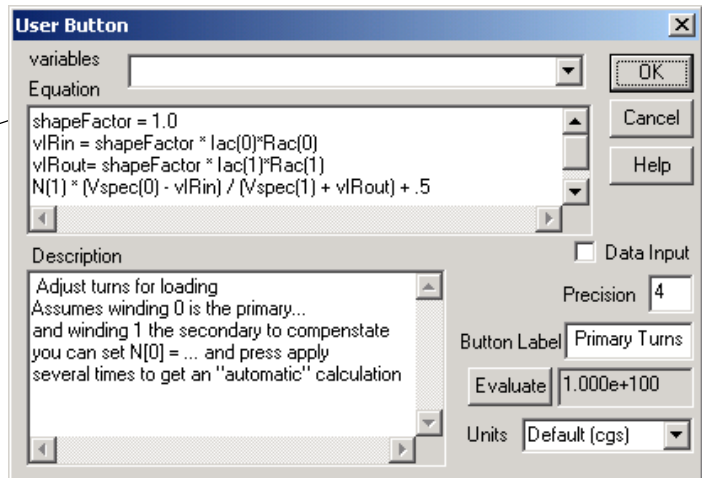 User Button
variables
Equation
OK
Cancel
Help
shapeFactor = 1.0
vIRin = shapeFactor * Iac(0)*Rac(0)
vIRout= shapeFactor * Iac(1)*Rac(1)
N(1) * (Vspec(0) - vIRin) / (Vspec(1) + vIRout) + .5
Description
Data Input
Adjust turns for loading
Assumes winding 0 is the primary...
and winding 1 the secondary to compenstate
you can set N[0] = ... and press apply
several times to get an "automatic" calculation
Precision 4
Button Label Primary Turns
Evaluate 1.000e+100
Units Default (cgs)